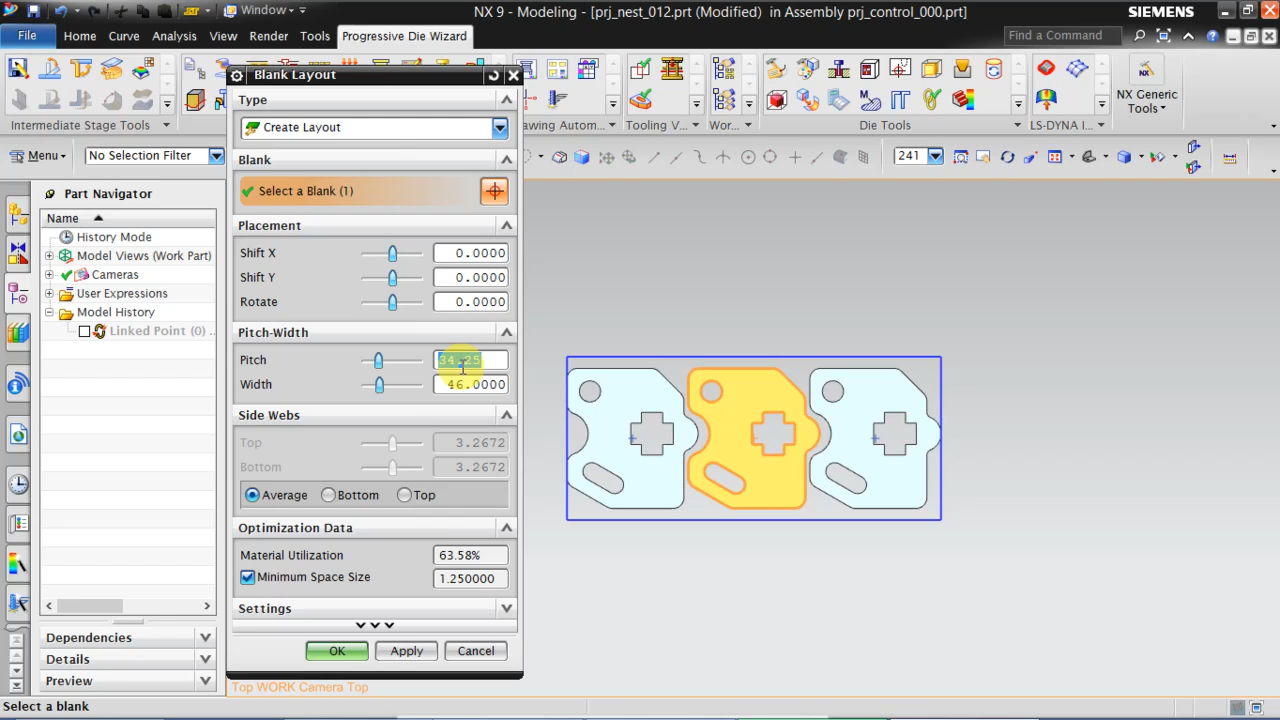 Window
NX 9 - Modeling - [prj_nest_012.prt (Modified) in Assembly prj_control_000.prt]
SIEMENS
File
Home
Curve
Analysis
View
Render
Tools
Progressive Die Wizard
Find a Command
NX Generic
Tools
Intermediate Stage Tools
awing Autom...
Tooling V...
Wor...
Die Tools
LS-DYNA I...
Menu
No Selection Filter
241
Blank Layout
Type
Create Layout
Blank
Select a Blank (1)
Placement
Shift X 0.0000
Shift Y 0.0000
Rotate 0.0000
Pitch-Width
Pitch 34.25
Width 46.0000
Side Webs
Top 3.2672
Bottom 3.2672
Average Bottom Top
Optimization Data
Material Utilization 63.58%
Minimum Space Size 1.250000
Settings
OK Apply Cancel
Part Navigator
Name
History Mode
Model Views (Work Part)
Cameras
User Expressions
Model History
Linked Point (0) ...
Dependencies
Details
Preview
Top WORK Camera Top
Select a blank